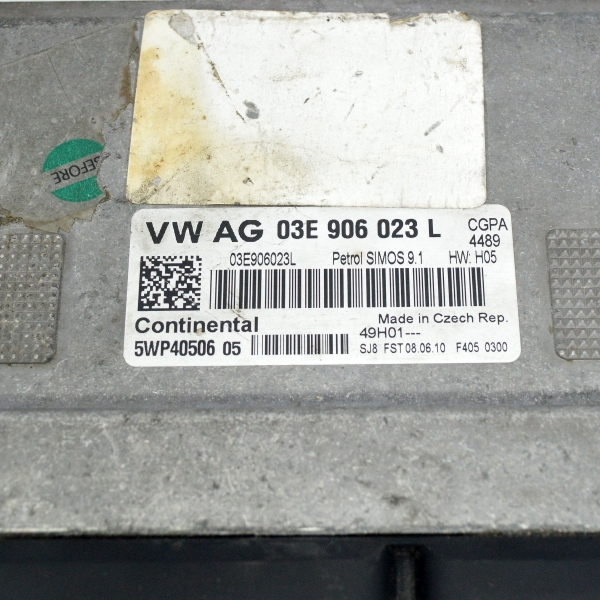 SEFORE
VW AG 03E 906 023 L CGPA
4489
03E906023L Petrol SIMOS 9.1 HW: H05
Continental Made in Czech Rep.
49H01---
5WP40506 05 SJ8 FST 08.06.10 F405 0300